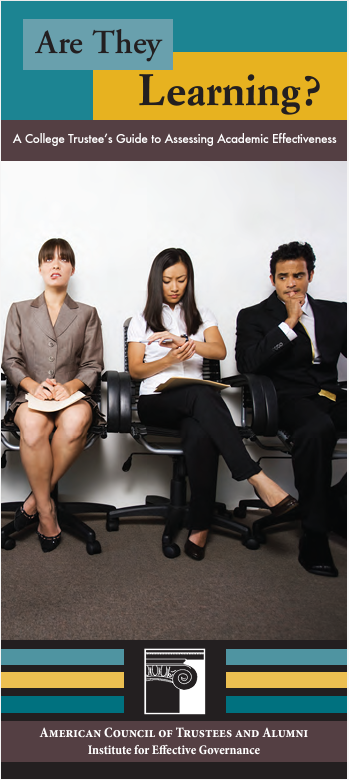 Are They
Learning?
A College Trustee's Guide to Assessing Academic Effectiveness
American Council of Trustees and Alumni
Institute for Effective Governance